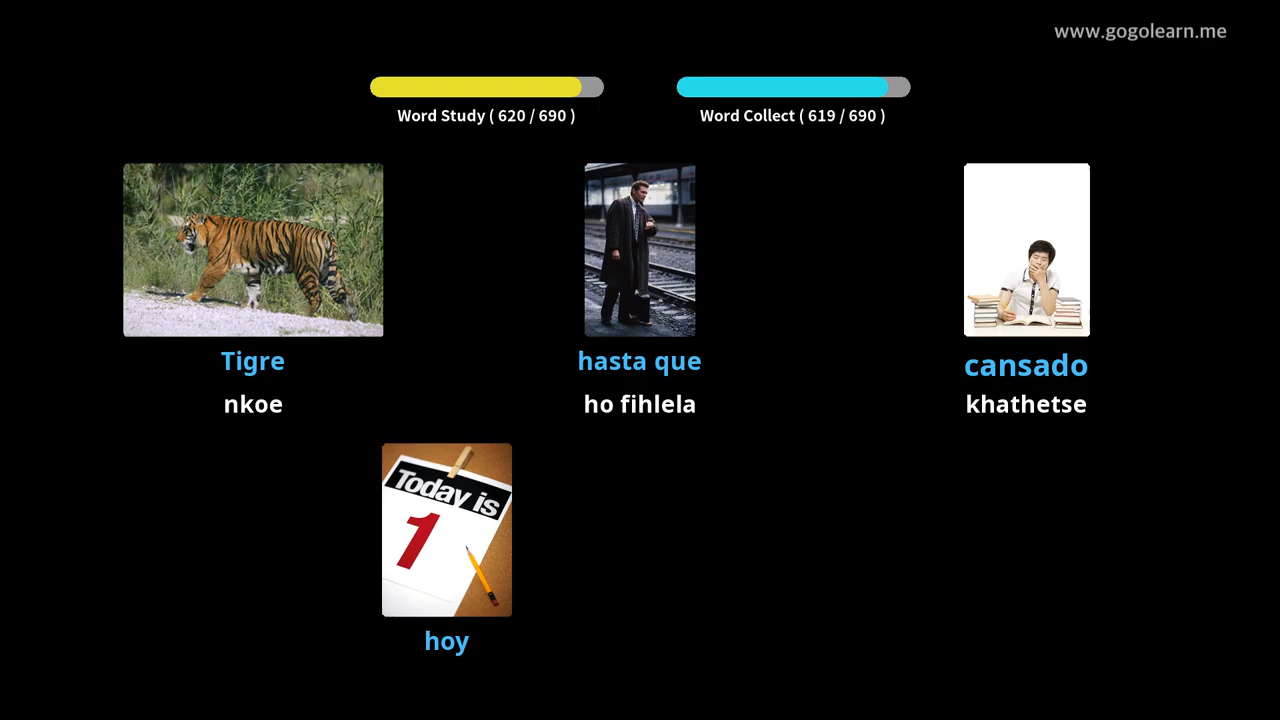 www.gogolearn.me
Word Study ( 620 / 690 )
Word Collect ( 619 / 690 )
Tigre
hasta que
cansado
nkoe
ho fihlela
khathetse
Today is
1
hoy